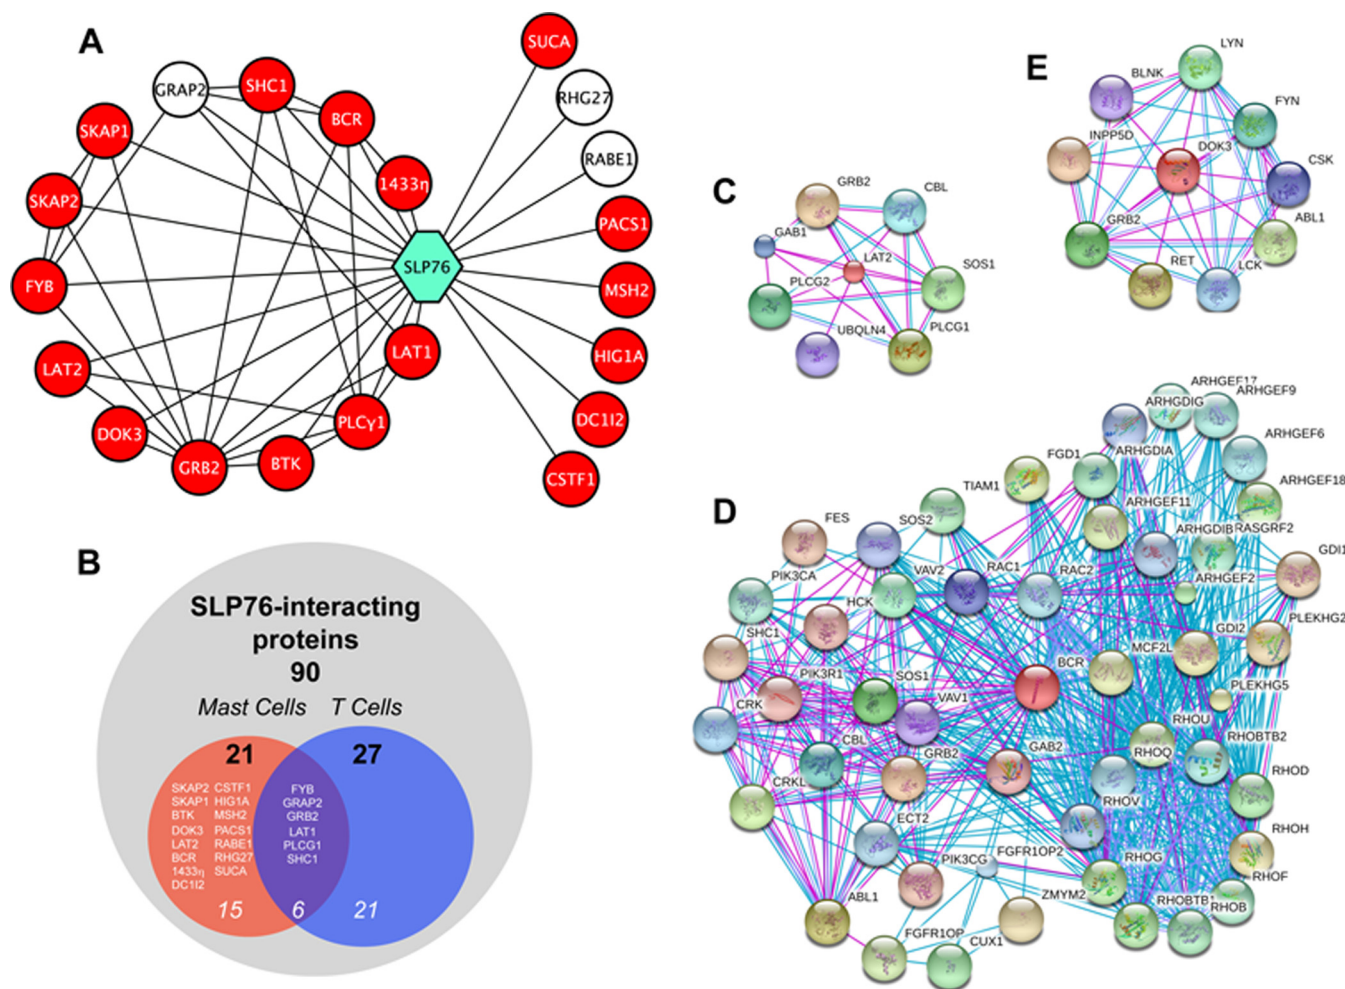 A
SUCA
GRAP2
SHC1
RHG27
BCR
SKAP1
RABE1
1433η
SKAP2
PACS1
SLP76
FYB
MSH2
LAT1
HIG1A
LAT2
PLCγ1
DC1I2
DOK3
GRB2
BTK
CSTF1
B
SLP76-interacting
proteins
90
Mast Cells T Cells
21 27
SKAP2 CSTF1
SKAP1 HIG1A
BTK MSH2
DOK3 PACS1
LAT2 RABE1
BCR RHG27
1433η SUCA
DC1I2
FYB
GRAP2
GRB2
LAT1
PLCG1
SHC1
15 6 21
C
GRB2
CBL
GAB1
LAT2
SOS1
PLCG2
UBQLN4
PLCG1
E
LYN
BLNK
FYN
INPP5D
DOK3
CSK
GRB2
ABL1
RET
LCK
D
ARHGEF17
ARHGEF9
ARHGDIG
ARHGEF6
FGD1
ARHGDIA
ARHGEF18
TIAM1
ARHGEF11
FES
SOS2
ARHGDIB
RASGRF2
GDI1
PIK3CA
VAV2
RAC1
RAC2
ARHGEF2
HCK
PLEKHG2
SHC1
GDI2
BCR
MCF2L
PIK3R1
SOS1
PLEKHG5
CRK
VAV1
RHOU
CBL
GRB2
GAB2
RHOQ
RHOBTB2
CRKL
RHOD
RHOV
ECT2
RHOH
FGFR1OP2
PIK3CG
RHOG
RHOF
ABL1
ZMYM2
RHOBTB1
RHOB
FGFR1OP
CUX1